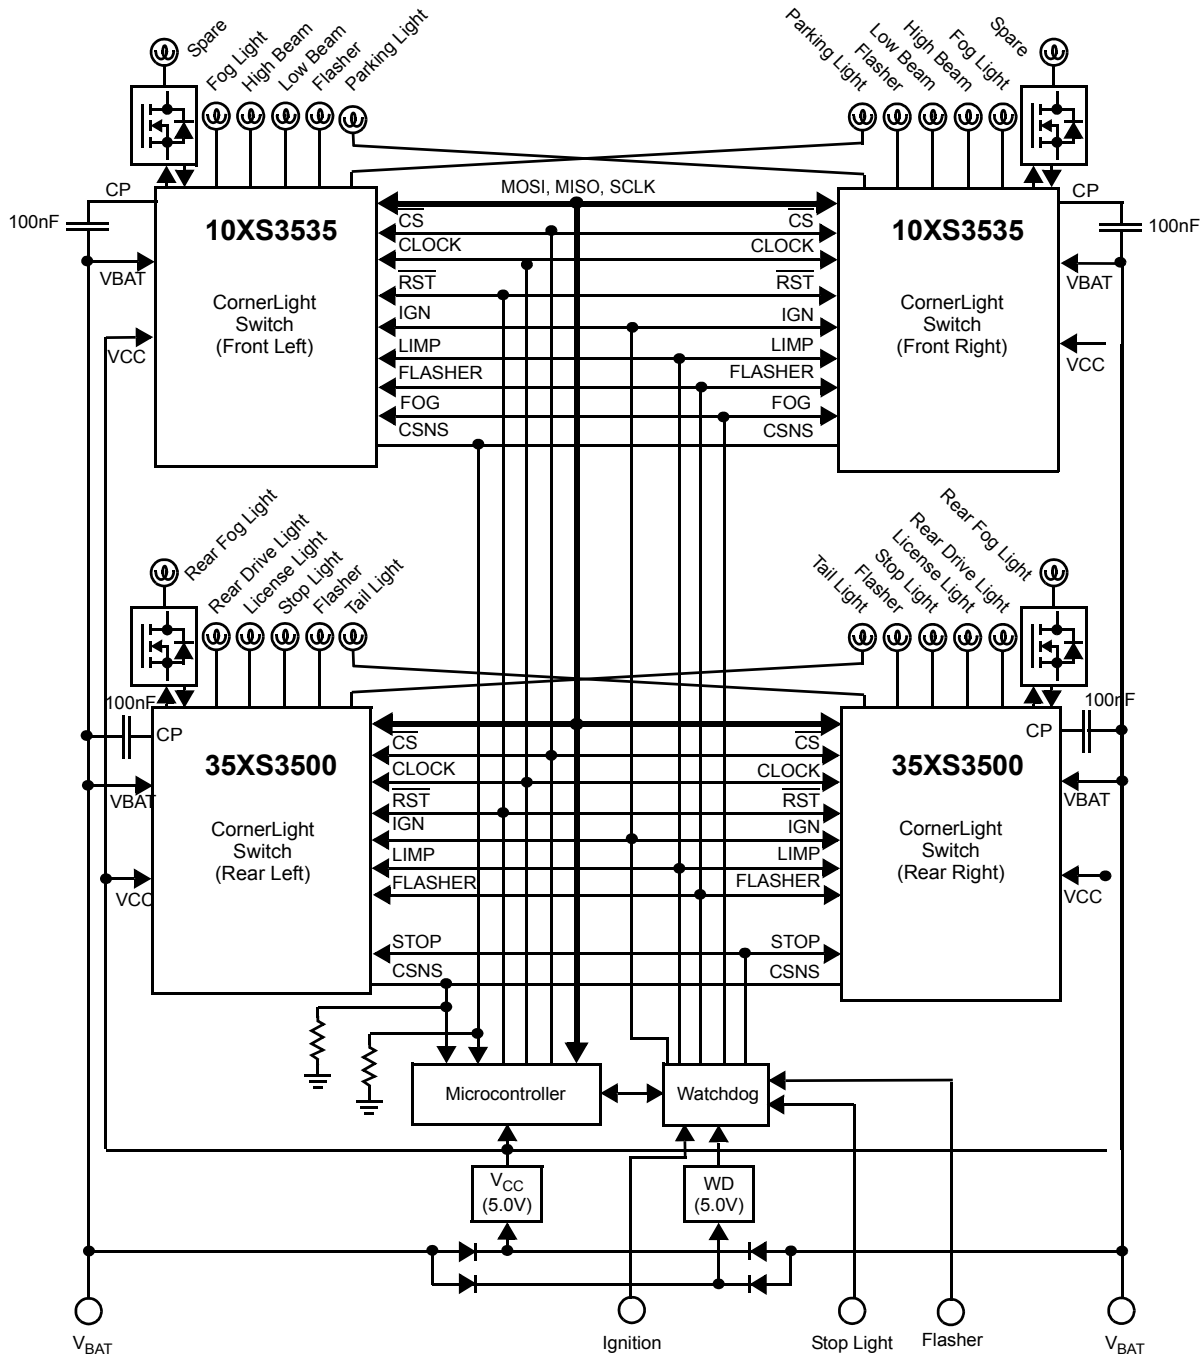 Spare
Fog Light
High Beam
Low Beam
Flasher
Parking Light
Parking Light
Flasher
Low Beam
High Beam
Fog Light
Spare
CP
MOSI, MISO, SCLK
CP
100nF
100nF
10XS3535
CS
CS
10XS3535
CLOCK
CLOCK
VBAT
RST
RST
VBAT
CornerLight
Switch
(Front Left)
IGN
IGN
CornerLight
Switch
(Front Right)
VCC
LIMP
LIMP
VCC
FLASHER
FLASHER
FOG
FOG
CSNS
CSNS
Rear Fog Light
Rear Drive Light
License Light
Stop Light
Flasher
Tail Light
Tail Light
Flasher
Stop Light
License Light
Rear Drive Light
Rear Fog Light
100nF
100nF
CP
CP
35XS3500
CS
CS
35XS3500
CLOCK
CLOCK
VBAT
RST
RST
VBAT
CornerLight
Switch
(Rear Left)
IGN
IGN
CornerLight
Switch
(Rear Right)
LIMP
LIMP
VCC
FLASHER
FLASHER
VCC
STOP
STOP
CSNS
CSNS
Microcontroller
Watchdog
VCC
(5.0V)
WD
(5.0V)
VBAT
Ignition
Stop Light
Flasher
VBAT